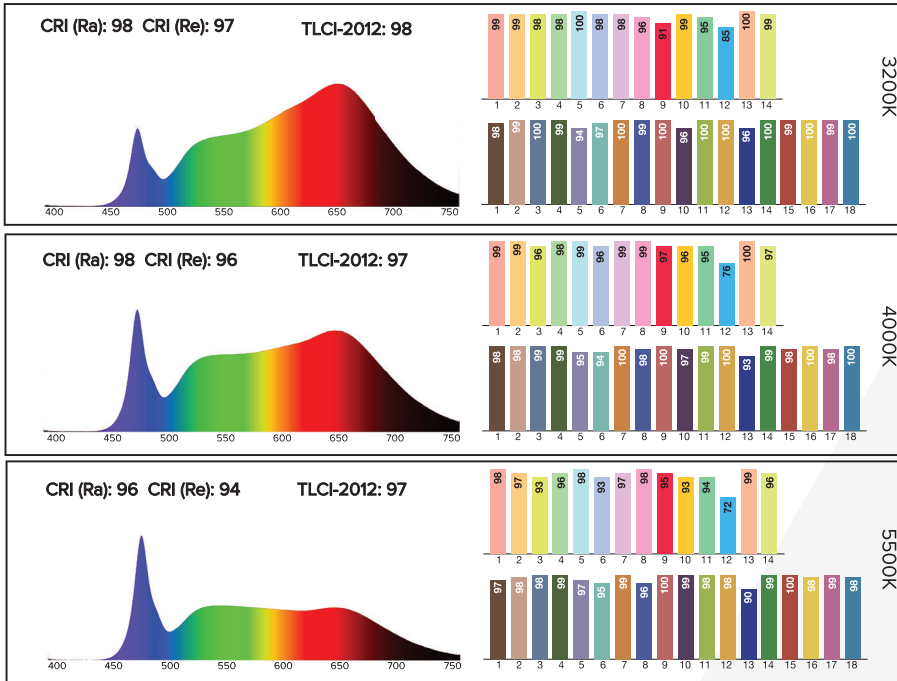 CRI (Ra): 98 CRI (Re): 97 TLCI-2012: 98
99 99 98 98 100 98 98 96 91 99 95 85 100 99
1 2 3 4 5 6 7 8 9 10 11 12 13 14
3200K
98 99 100 99 94 97 100 99 100 96 100 100 96 100 99 100 99 100
400 450 500 550 600 650 700 750
1 2 3 4 5 6 7 8 9 10 11 12 13 14 15 16 17 18
CRI (Ra): 98 CRI (Re): 96 TLCI-2012: 97
99 99 96 98 99 96 99 99 97 96 95 76 100 97
1 2 3 4 5 6 7 8 9 10 11 12 13 14
4000K
98 98 99 99 95 94 100 98 100 97 99 100 93 99 98 100 98 100
400 450 500 550 600 650 700 750
1 2 3 4 5 6 7 8 9 10 11 12 13 14 15 16 17 18
CRI (Ra): 96 CRI (Re): 94 TLCI-2012: 97
98 97 93 96 98 93 97 98 95 93 94 72 99 96
1 2 3 4 5 6 7 8 9 10 11 12 13 14
5500K
97 98 98 99 97 95 99 96 100 99 98 98 90 99 100 98 99 98
400 450 500 550 600 650 700 750
1 2 3 4 5 6 7 8 9 10 11 12 13 14 15 16 17 18